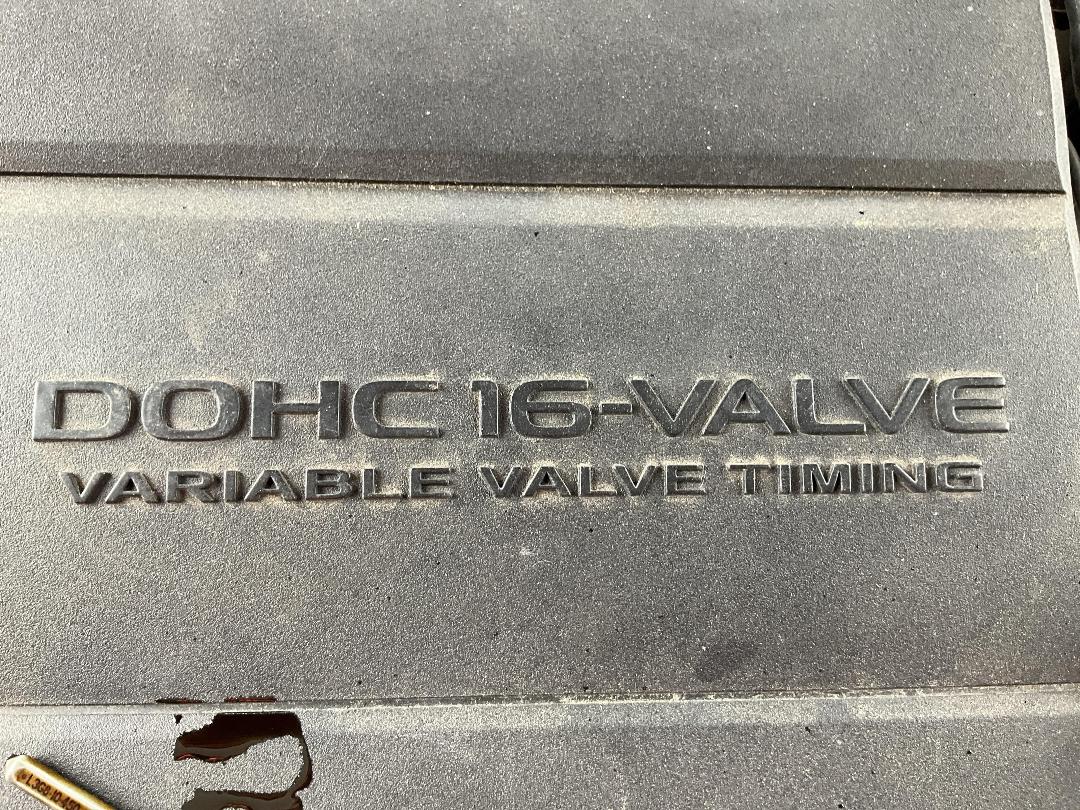 DOHC 16-VALVE
VARIABLE VALVE TIMING